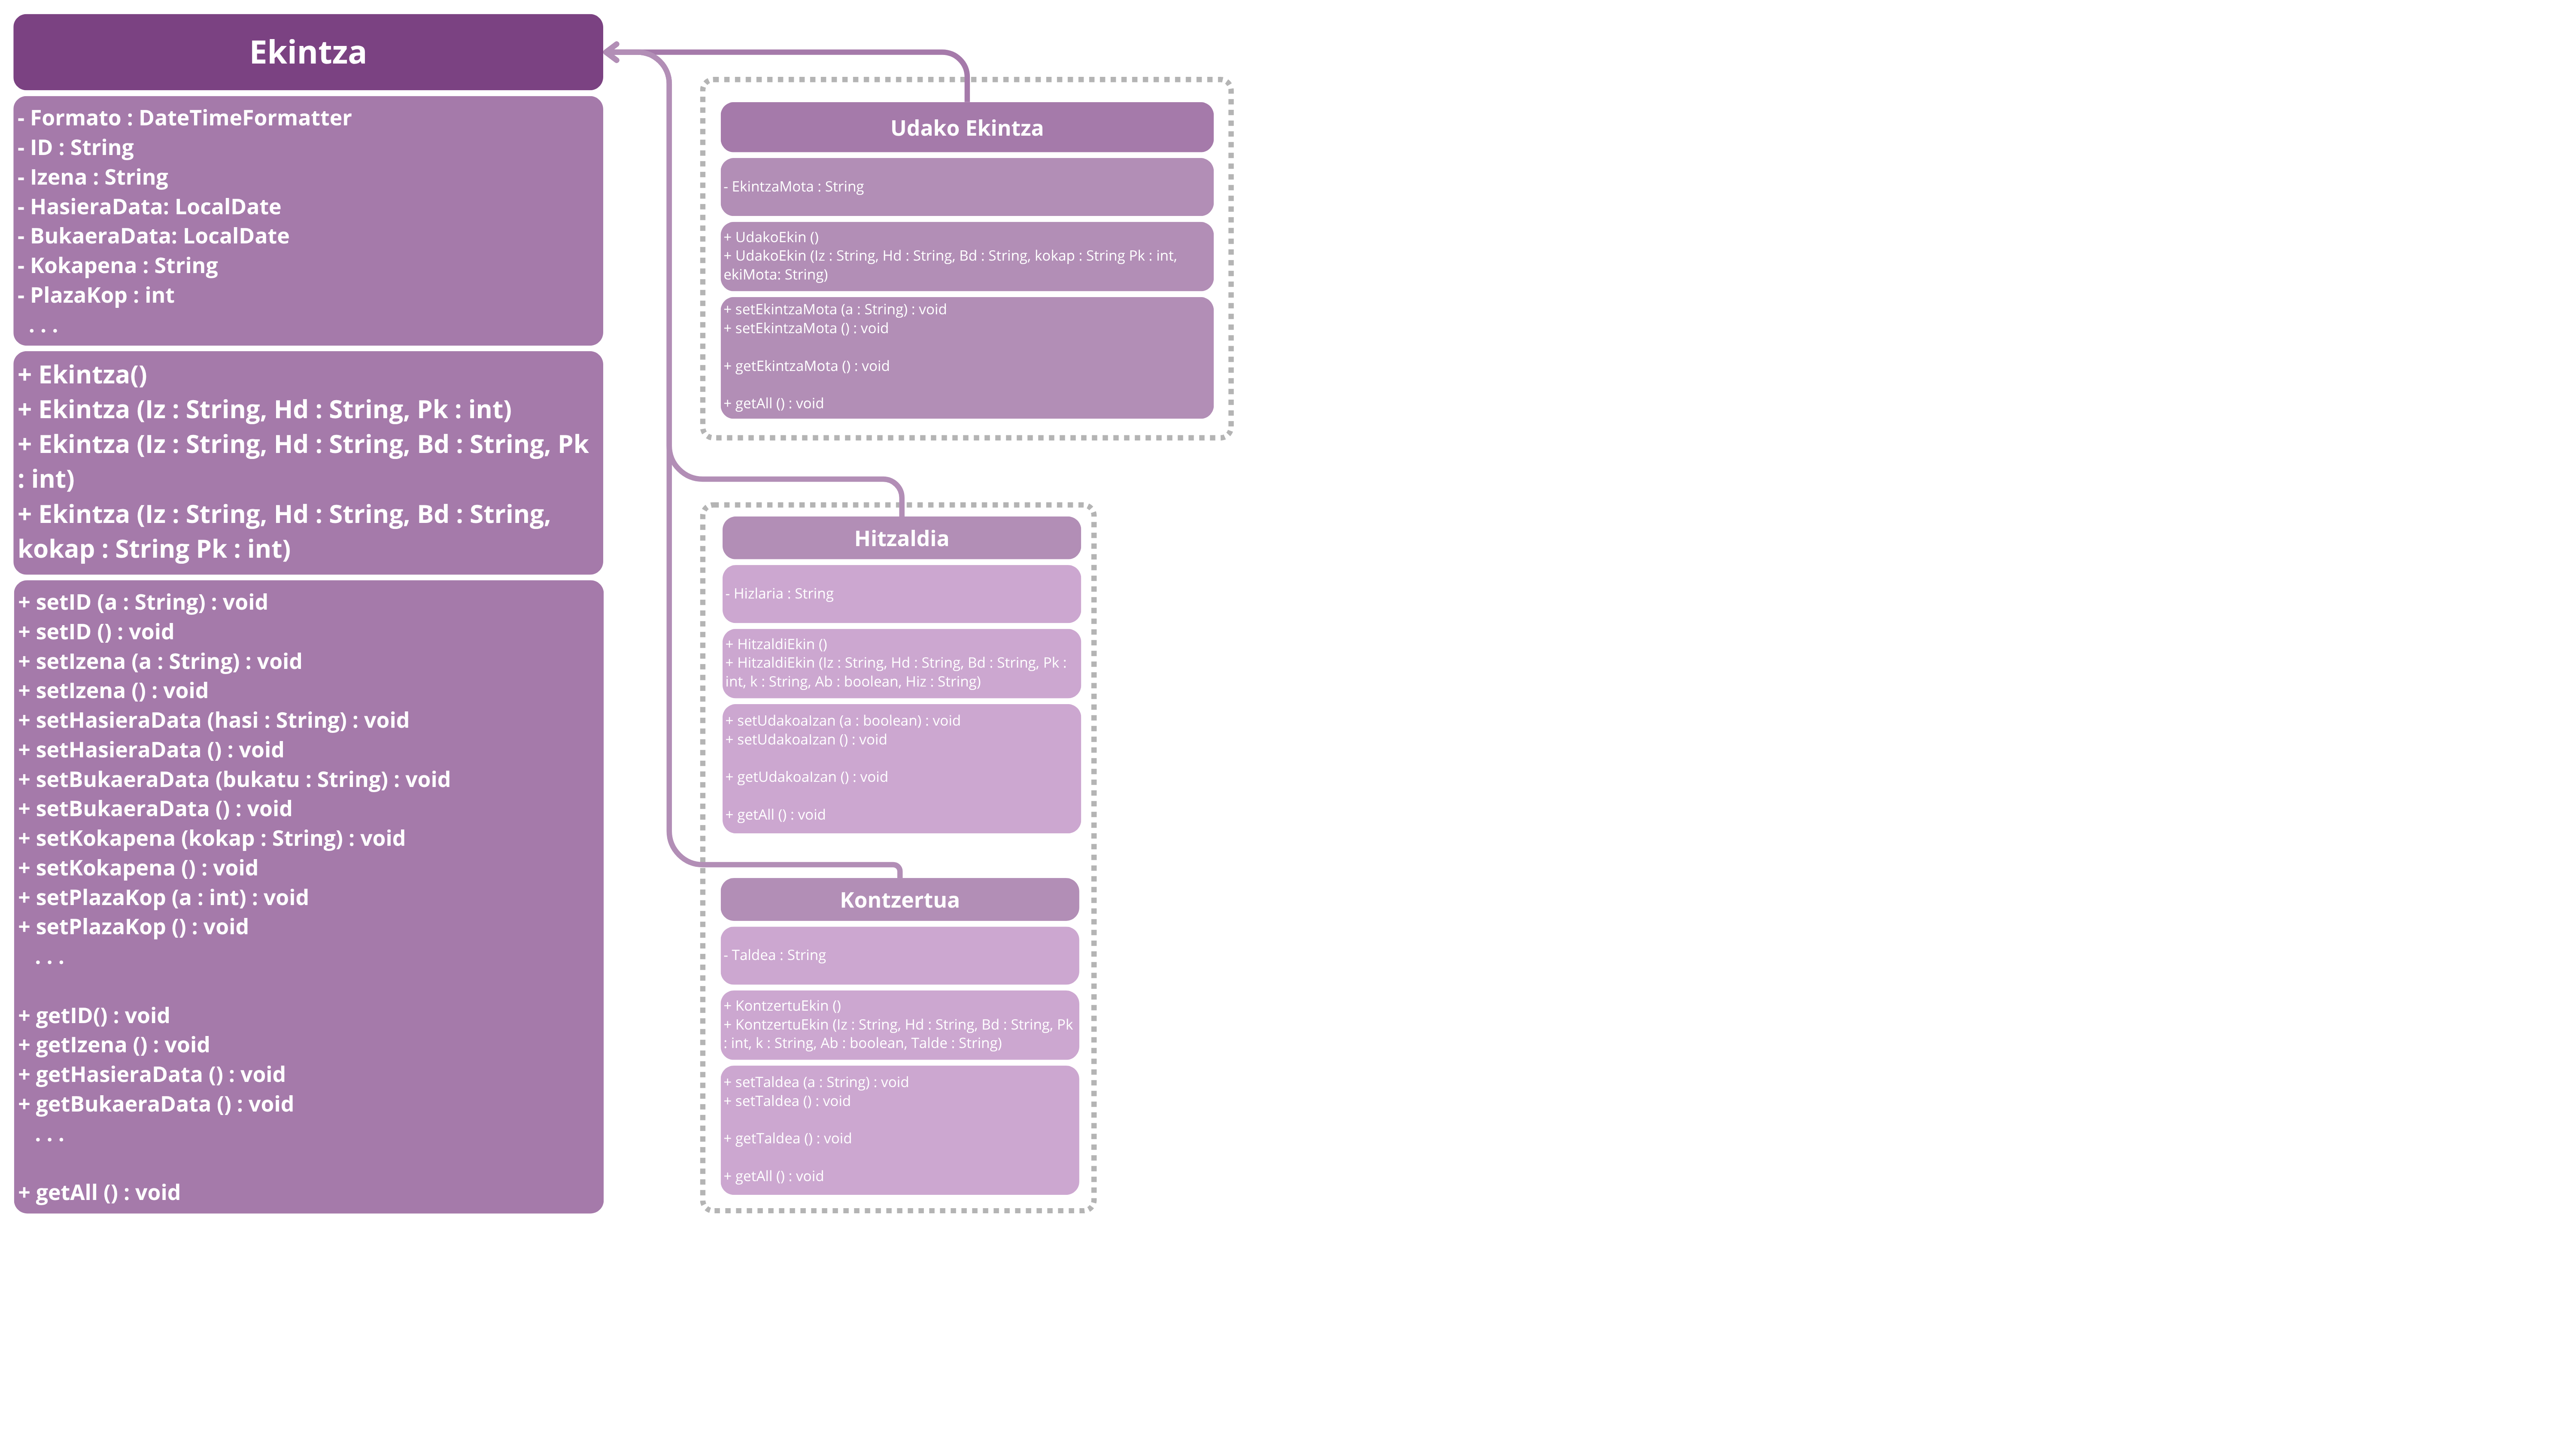 Ekintza
- Formato : DateTimeFormatter
- ID : String
- Izena : String
- HasieraData: LocalDate
- BukaeraData: LocalDate
- Kokapena : String
- PlazaKop : int
. . .
+ Ekintza()
+ Ekintza (Iz : String, Hd : String, Pk : int)
+ Ekintza (Iz : String, Hd : String, Bd : String, Pk
: int)
+ Ekintza (Iz : String, Hd : String, Bd : String,
kokap : String Pk : int)
+ setID (a : String) : void
+ setID () : void
+ setIzena (a : String) : void
+ setIzena () : void
+ setHasieraData (hasi : String) : void
+ setHasieraData () : void
+ setBukaeraData (bukatu : String) : void
+ setBukaeraData () : void
+ setKokapena (kokap : String) : void
+ setKokapena () : void
+ setPlazaKop (a : int) : void
+ setPlazaKop () : void
. . .
+ getID() : void
+ getIzena () : void
+ getHasieraData () : void
+ getBukaeraData () : void
. . .
+ getAll () : void
Udako Ekintza
- EkintzaMota : String
+ UdakoEkin ()
+ UdakoEkin (Iz : String, Hd : String, Bd : String, kokap : String Pk : int,
ekiMota: String)
+ setEkintzaMota (a : String) : void
+ setEkintzaMota () : void
+ getEkintzaMota () : void
+ getAll () : void
Hitzaldia
- Hizlaria : String
+ HitzaldiEkin ()
+ HitzaldiEkin (Iz : String, Hd : String, Bd : String, Pk :
int, k : String, Ab : boolean, Hiz : String)
+ setUdakoaIzan (a : boolean) : void
+ setUdakoaIzan () : void
+ getUdakoaIzan () : void
+ getAll () : void
Kontzertua
- Taldea : String
+ KontzertuEkin ()
+ KontzertuEkin (Iz : String, Hd : String, Bd : String, Pk
: int, k : String, Ab : boolean, Talde : String)
+ setTaldea (a : String) : void
+ setTaldea () : void
+ getTaldea () : void
+ getAll () : void